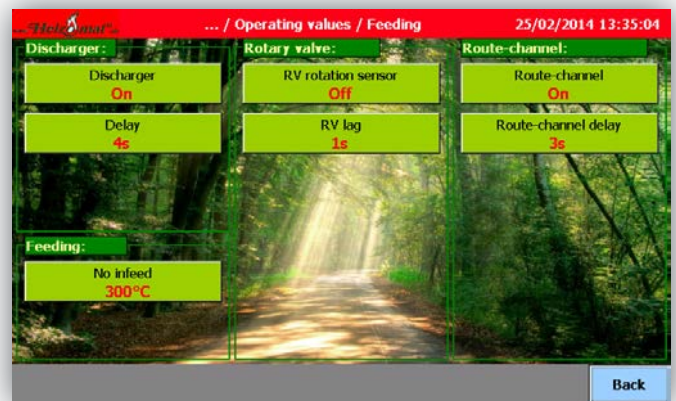 ... / Operating values / Feeding
25/02/2014 13:35:04
Discharger:
Discharger
On
Delay
4s
Feeding:
No infeed
300°C
Rotary valve:
RV rotation sensor
Off
RV lag
1s
Route-channel:
Route-channel
On
Route-channel delay
3s
Back